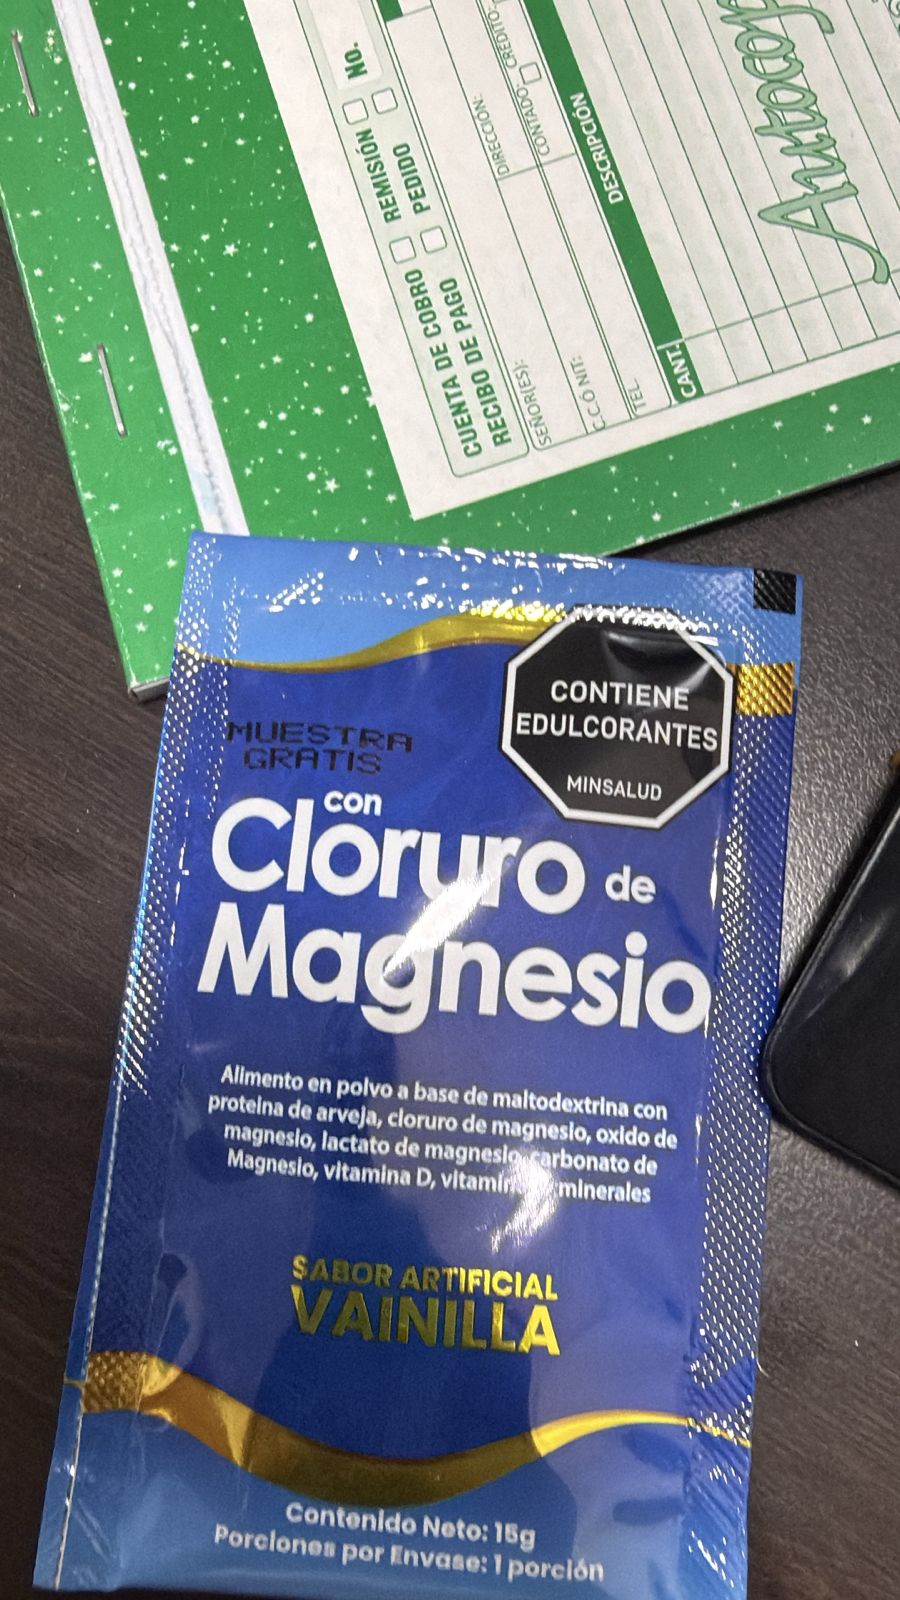 No.
REMISIÓN
PEDIDO
CUENTA DE COBRO
RECIBO DE PAGO
SEÑOR(ES):
DIRECCIÓN:
C.C. Ó NIT:
CONTADO
CRÉDITO:
TEL.
CANT.
DESCRIPCIÓN
CONTIENE
EDULCORANTES
MINSALUD
MUESTRA
GRATIS
con
Cloruro de
Magnesio
Alimento en polvo a base de maltodextrina con
proteina de arveja, cloruro de magnesio, oxido de
magnesio, lactato de magnesio, carbonato de
Magnesio, vitamina D, minerales
SABOR ARTIFICIAL
VAINILLA
Contenido Neto: 15g
Porciones por Envase: 1 porción